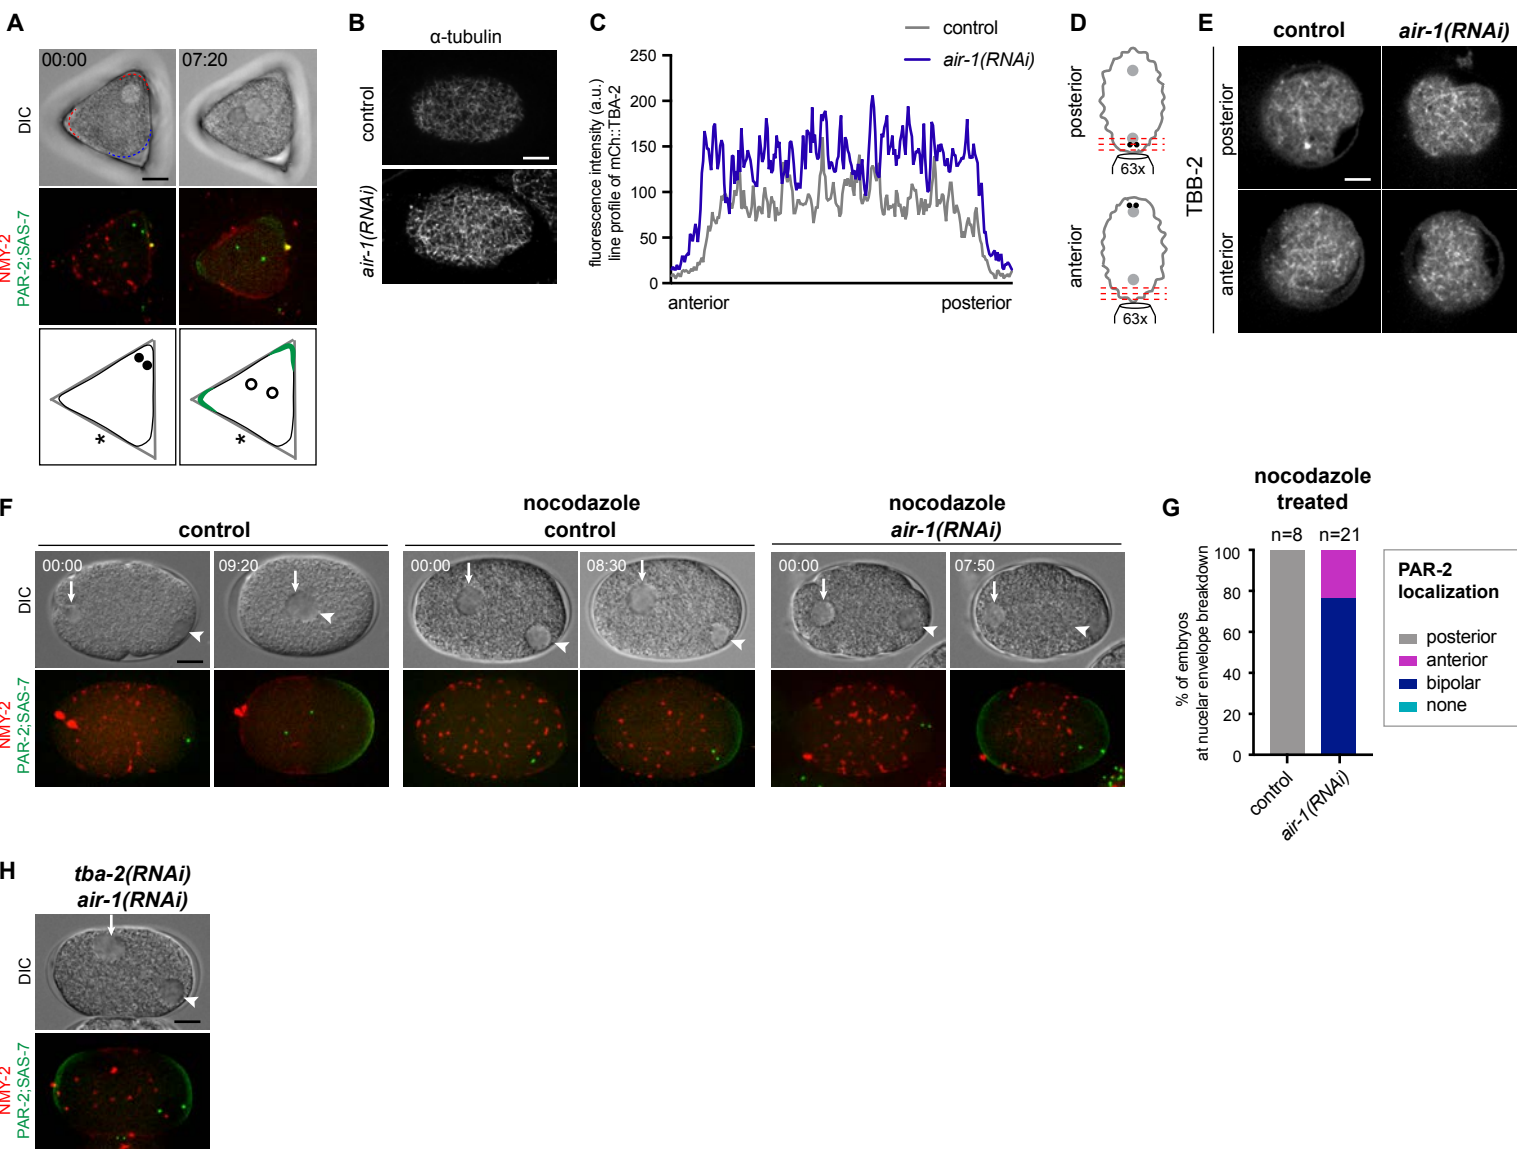 A
00:00
07:20
DIC
NMY-2
PAR-2;SAS-7
*
*
B
α-tubulin
control
air-1(RNAi)
C
control
air-1(RNAi)
fluorescence intensity (a.u.)
line profile of mCh::TBA-2
250
200
150
100
50
0
anterior
posterior
D
posterior
63x
anterior
63x
E
control
air-1(RNAi)
TBB-2
posterior
anterior
F
control
nocodazole
control
nocodazole
air-1(RNAi)
DIC
00:00
09:20
00:00
08:30
00:00
07:50
NMY-2
PAR-2;SAS-7
G
nocodazole
treated
n=8
n=21
% of embryos
at nucelar envelope breakdown
100
80
60
40
20
0
control
air-1(RNAi)
PAR-2
localization
posterior
anterior
bipolar
none
H
tba-2(RNAi)
air-1(RNAi)
DIC
NMY-2
PAR-2;SAS-7